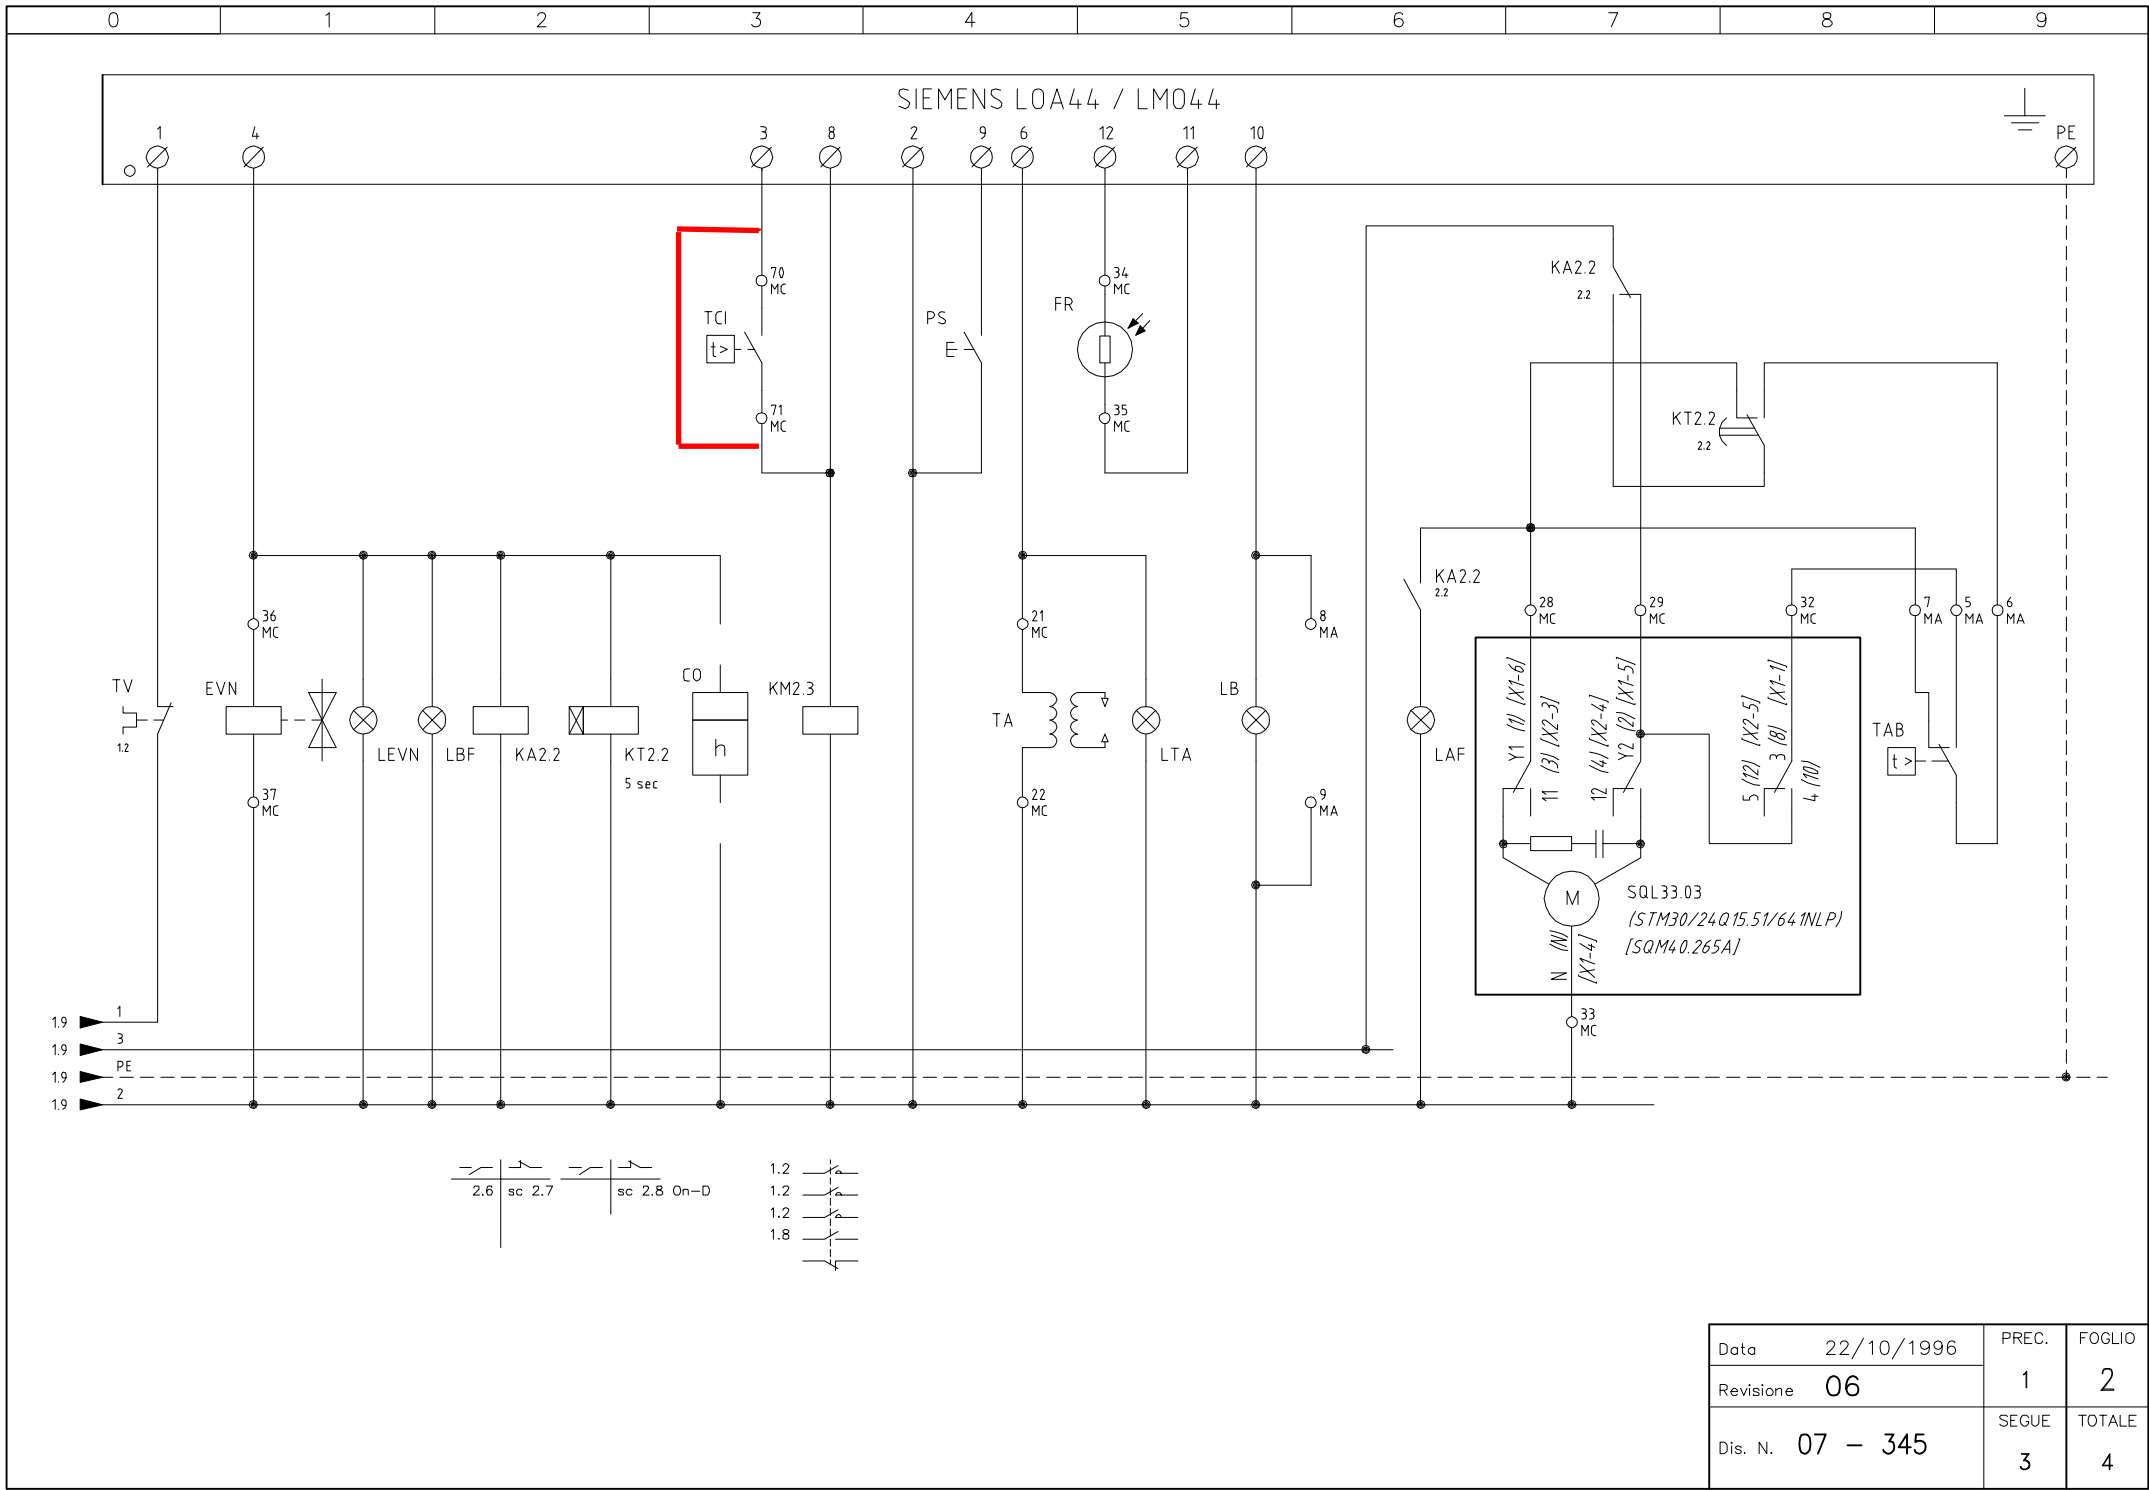 0 1 2 3 4 5 6 7 8 9
SIEMENS LOA44 / LMO44
1 4 3 8 2 9 6 12 11 10 PE
70
MC
TCI
t>
71
MC
PS
E
FR
34
MC
35
MC
KA2.2
2.2
KT2.2
2.2
KA2.2
2.2
36
MC
21
MC
8
MA
28
MC
29
MC
32
MC
7
MA
5
MA
6
MA
TV
1.2
EVN
LEVN
LBF
KA2.2
KT2.2
5 sec
CO
h
KM2.3
TA
LTA
LB
LAF
TAB
t>
37
MC
22
MC
9
MA
Y1 (1) [X1-6]
11 (3) [X2-3]
12 (4) [X2-4]
Y2 (2) [X1-5]
5 (12) [X2-5]
3 (8) [X1-1]
4 (10)
M
SQL33.03
(STM30/24Q15.51/641NLP)
[SQM40.265A]
N (N)
[X1-4]
33
MC
1.9 1
1.9 3
1.9 PE
1.9 2
2.6 sc 2.7
sc 2.8 On-D
1.2
1.2
1.2
1.8
Data 22/10/1996
Revisione 06
Dis. N. 07 - 345
PREC.
1
FOGLIO
2
SEGUE
3
TOTALE
4